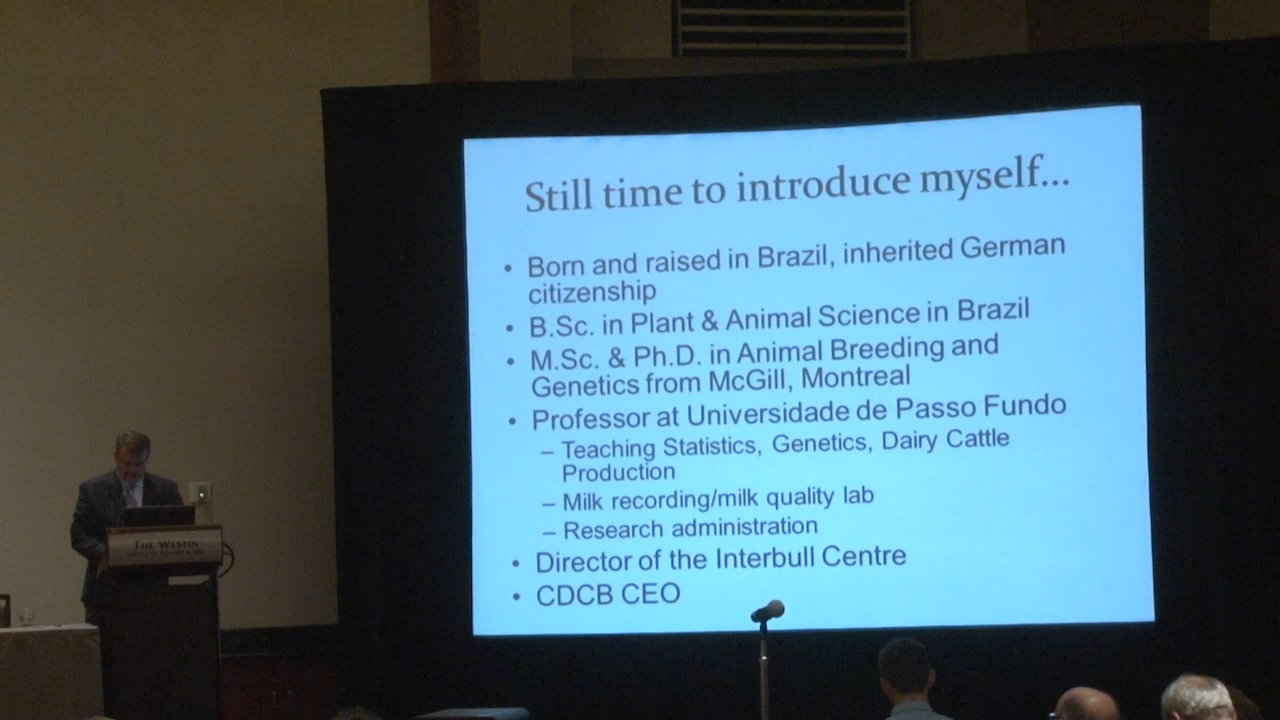 Still time to introduce myself...
• Born and raised in Brazil, inherited German
citizenship
• B.Sc. in Plant & Animal Science in Brazil
• M.Sc. & Ph.D. in Animal Breeding and
Genetics from McGill, Montreal
• Professor at Universidade de Passo Fundo
– Teaching Statistics, Genetics, Dairy Cattle
Production
– Milk recording/milk quality lab
– Research administration
• Director of the Interbull Centre
• CDCB CEO
THE WESTIN